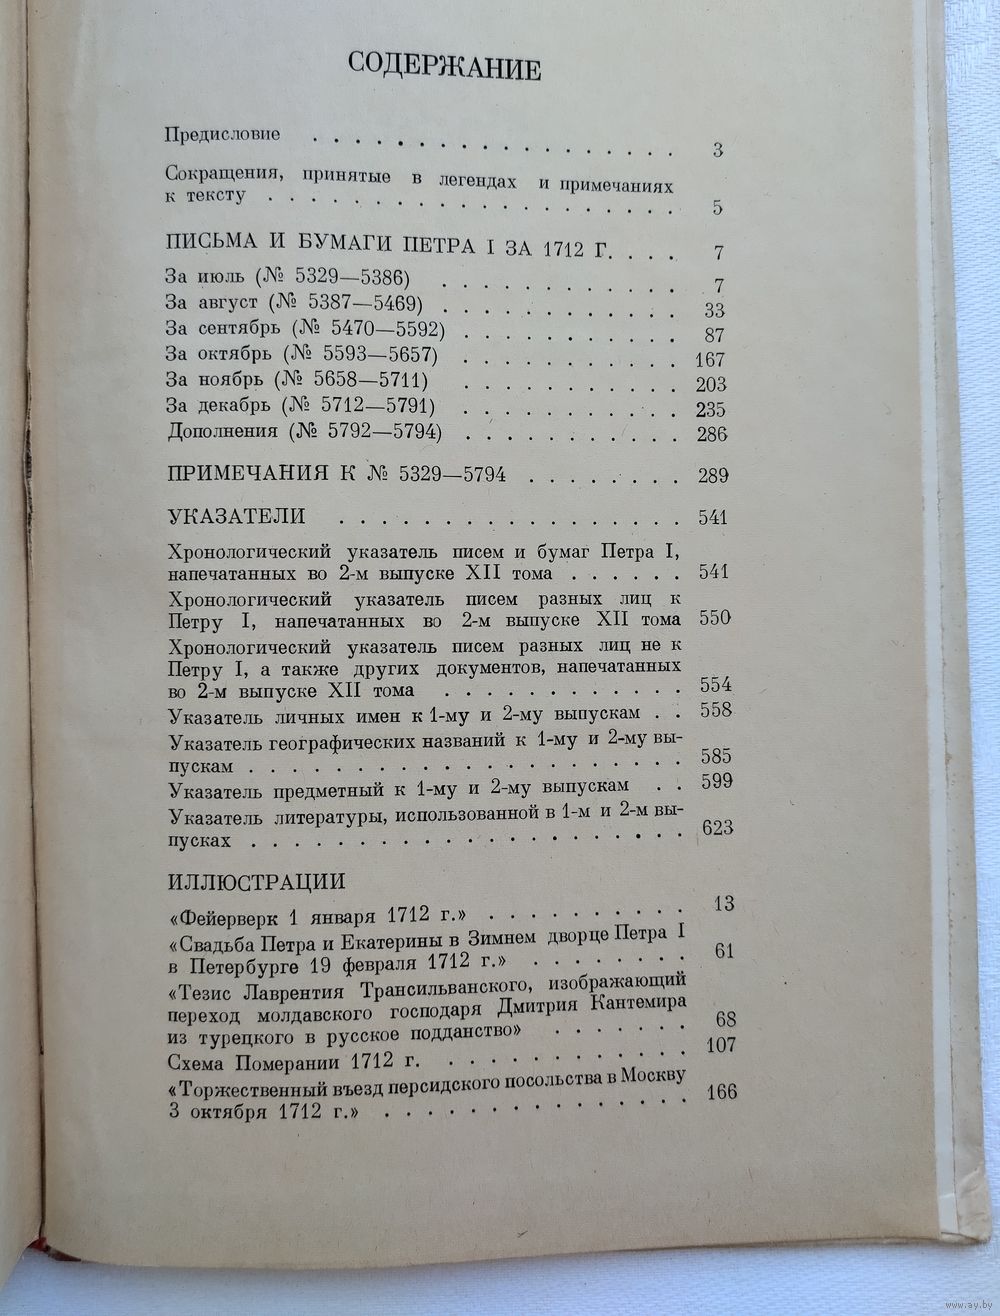 СОДЕРЖАНИЕ
Предисловие . . . . . . . . . . . . . . . . . 3
Сокращения, принятые в легендах и примечаниях
к тексту . . . . . . . . . . . . . . . . . . . 5
ПИСЬМА И БУМАГИ ПЕТРА I ЗА 1712 Г. . . . . 7
За июль (№ 5329—5386) . . . . . . . . . . . . 7
За август (№ 5387—5469) . . . . . . . . . . . . 33
За сентябрь (№ 5470—5592) . . . . . . . . . . . 87
За октябрь (№ 5593—5657) . . . . . . . . . . . 167
За ноябрь (№ 5658—5711) . . . . . . . . . . . 203
За декабрь (№ 5712—5791) . . . . . . . . . . . 235
Дополнения (№ 5792—5794) . . . . . . . . . . . 286
ПРИМЕЧАНИЯ К № 5329—5794 . . . . . . . . 289
УКАЗАТЕЛИ . . . . . . . . . . . . . . . . . 541
Хронологический указатель писем и бумаг Петра I,
напечатанных во 2-м выпуске XII тома . . . . . . 541
Хронологический указатель писем разных лиц к
Петру I, напечатанных во 2-м выпуске XII тома 550
Хронологический указатель писем разных лиц не к
Петру I, а также других документов, напечатанных
во 2-м выпуске XII тома . . . . . . . . . . . . 554
Указатель личных имен к 1-му и 2-му выпускам . . 558
Указатель географических названий к 1-му и 2-му вы-
пускам . . . . . . . . . . . . . . . . . . . . 585
Указатель предметный к 1-му и 2-му выпускам . . 599
Указатель литературы, использованной в 1-м и 2-м вы-
пусках . . . . . . . . . . . . . . . . . . . . 623
ИЛЛЮСТРАЦИИ
«Фейерверк 1 января 1712 г.» . . . . . . . . . . 13
«Свадьба Петра и Екатерины в Зимнем дворце Петра I
в Петербурге 19 февраля 1712 г.» . . . . . . . . 61
«Тезис Лаврентия Трансильванского, изображающий
переход молдавского господаря Дмитрия Кантемира
из турецкого в русское подданство» . . . . . . . 68
Схема Померании 1712 г. . . . . . . . . . . . . 107
«Торжественный въезд персидского посольства в Москву
3 октября 1712 г.» . . . . . . . . . . . . . . 166
www.ay.by